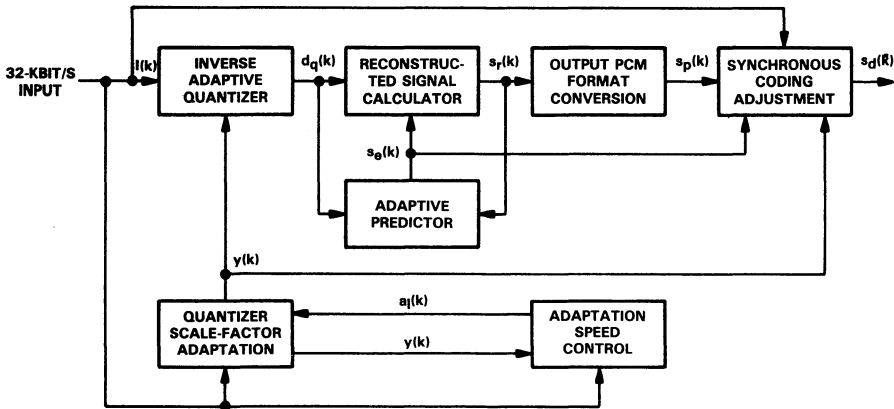 32-KBIT/S
INPUT
I(k)
INVERSE
ADAPTIVE
QUANTIZER
dq(k)
RECONSTRUC-
TED SIGNAL
CALCULATOR
sr(k)
OUTPUT PCM
FORMAT
CONVERSION
sp(k)
SYNCHRONOUS
CODING
ADJUSTMENT
sd(k)
se(k)
ADAPTIVE
PREDICTOR
y(k)
QUANTIZER
SCALE-FACTOR
ADAPTATION
al(k)
y(k)
ADAPTATION
SPEED
CONTROL